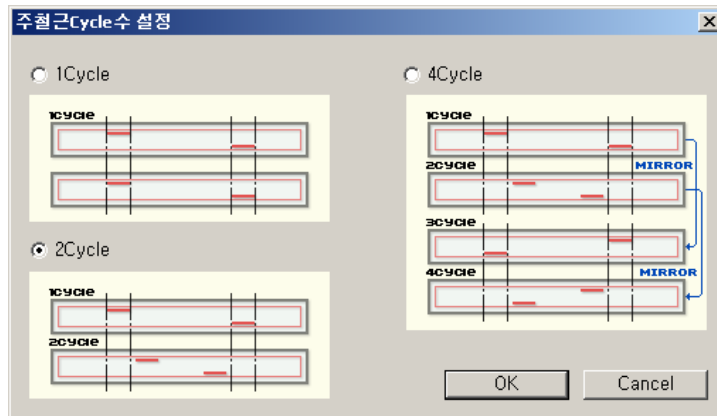 주철근Cycle수 설정
1Cycle
1CYCLE
2Cycle
1CYCLE
2CYCLE
4Cycle
1CYCLE
2CYCLE
MIRROR
3CYCLE
4CYCLE
MIRROR
OK
Cancel